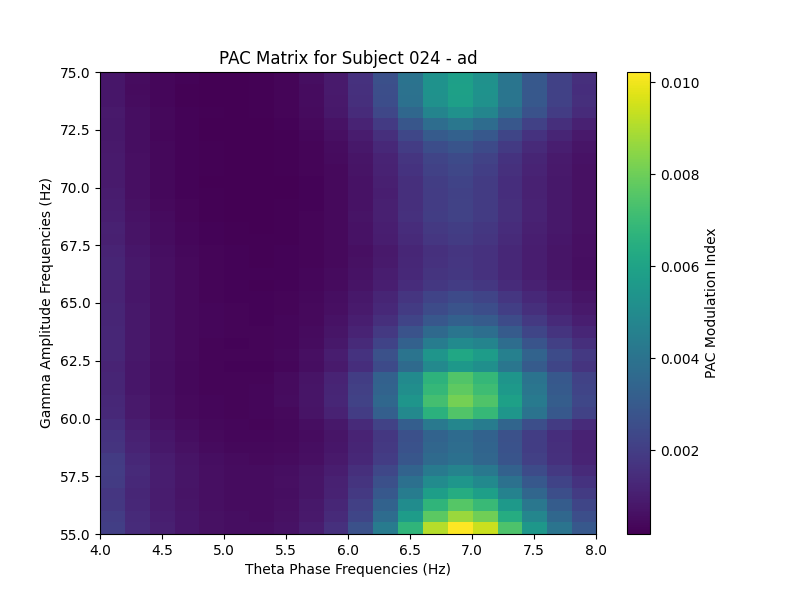 PAC Matrix for Subject 024 - ad
75.0
72.5
70.0
67.5
65.0
62.5
60.0
57.5
55.0
Gamma Amplitude Frequencies (Hz)
4.0 4.5 5.0 5.5 6.0 6.5 7.0 7.5 8.0
Theta Phase Frequencies (Hz)
0.010
0.008
0.006
0.004
0.002
PAC Modulation Index